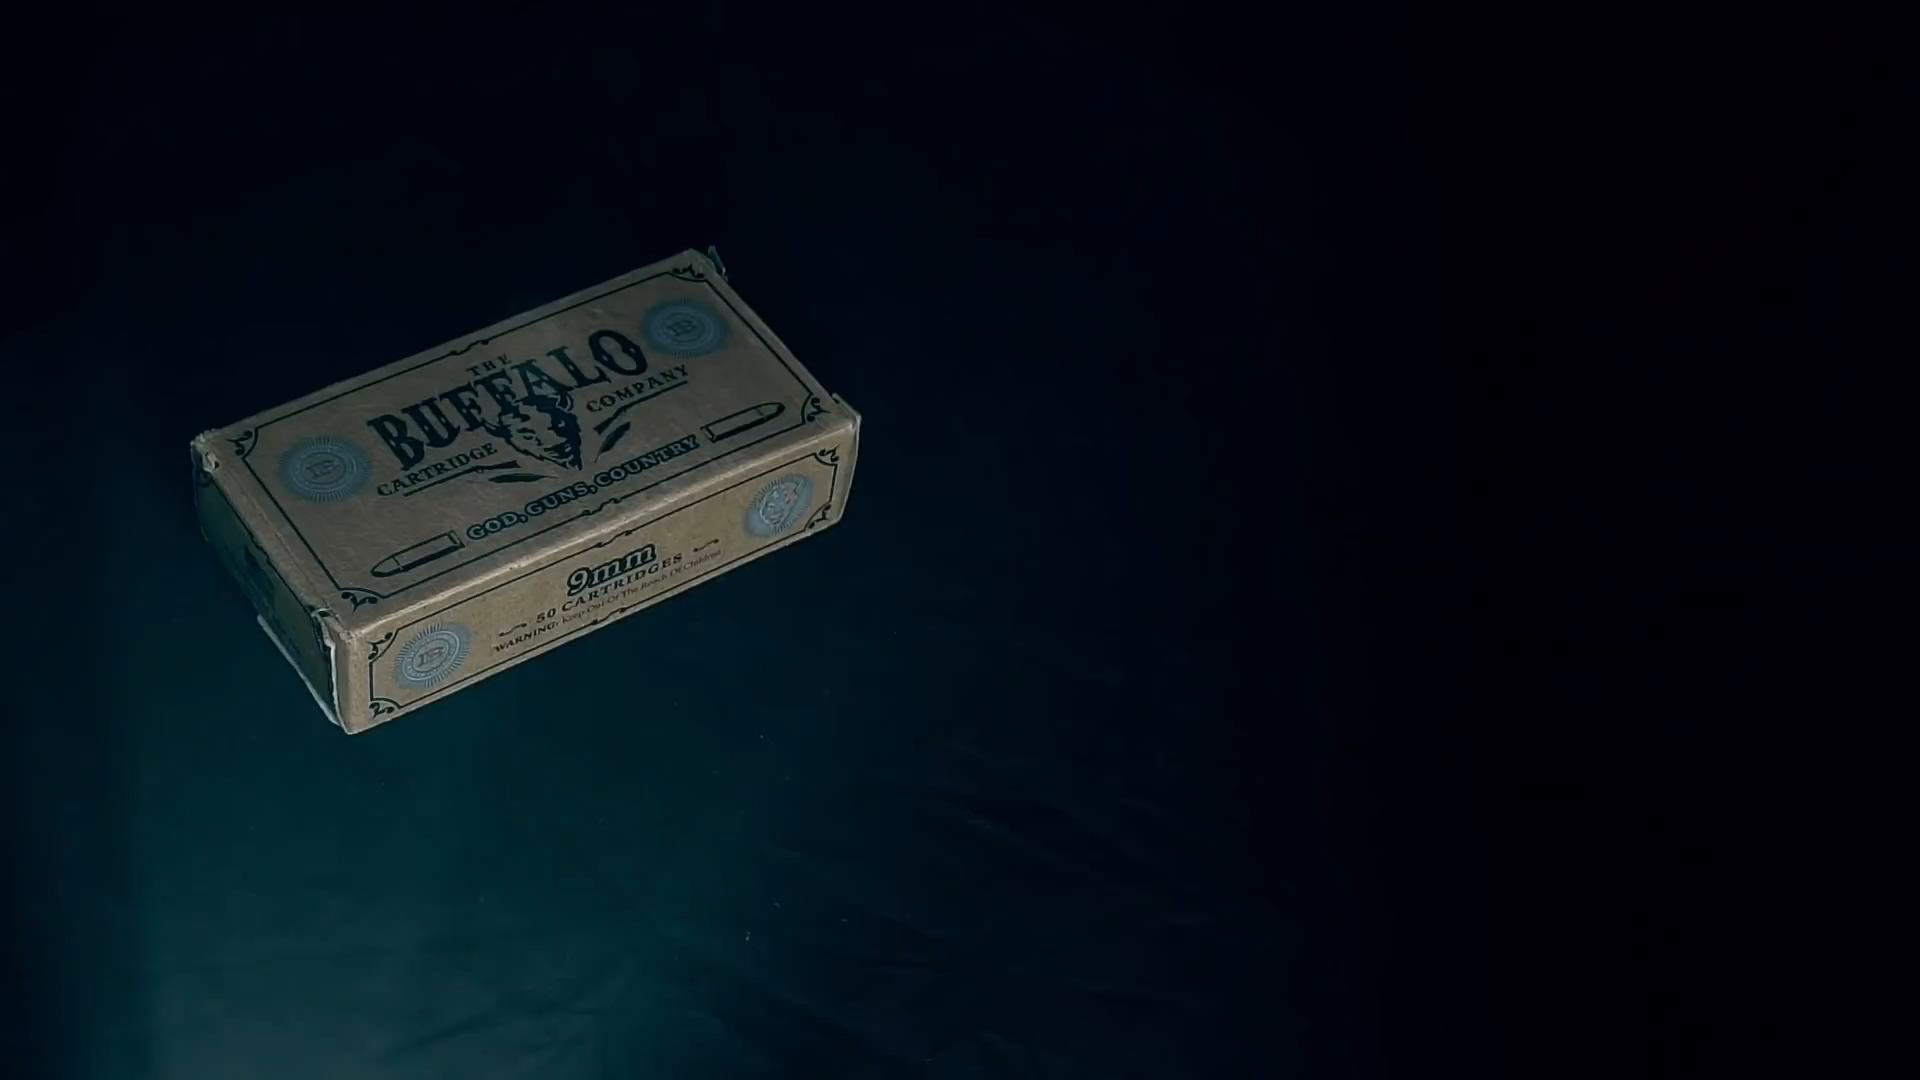 THE
BUFFALO
CARTRIDGE COMPANY
GOD, GUNS, COUNTRY
9mm
50 CARTRIDGES
WARNING: Keep Out Of The Reach Of Children!